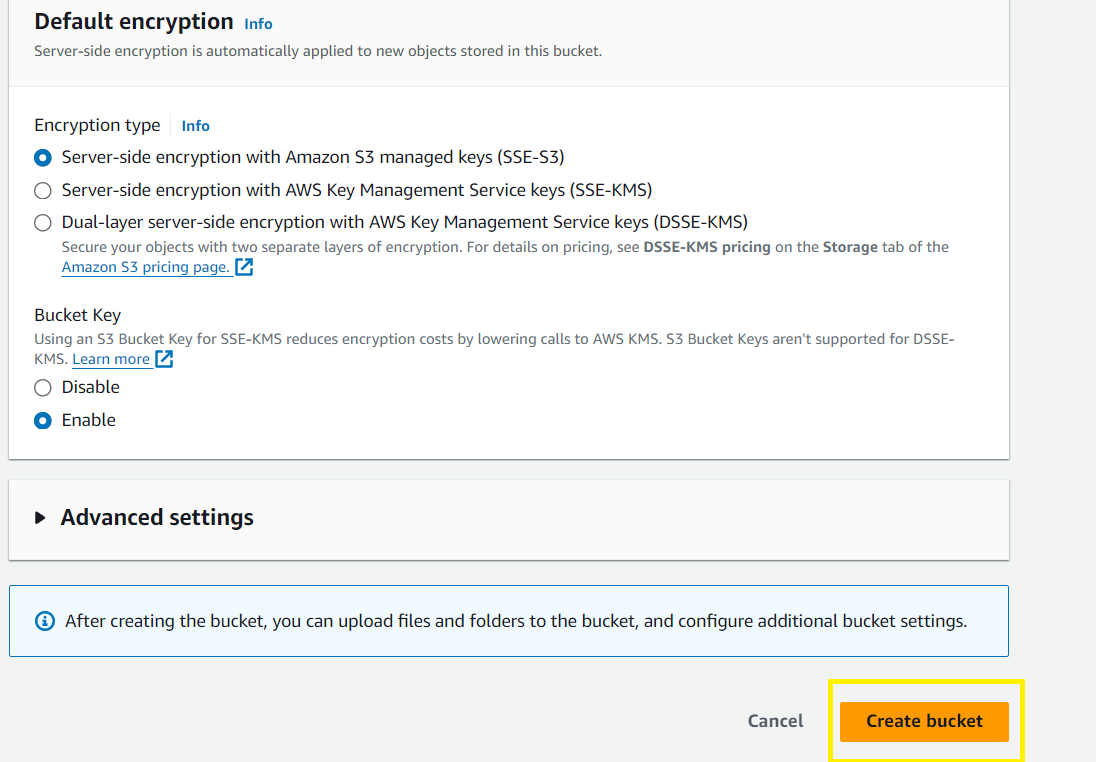 Default encryption Info
Server-side encryption is automatically applied to new objects stored in this bucket.
Encryption type Info
Server-side encryption with Amazon S3 managed keys (SSE-S3)
Server-side encryption with AWS Key Management Service keys (SSE-KMS)
Dual-layer server-side encryption with AWS Key Management Service keys (DSSE-KMS)
Secure your objects with two separate layers of encryption. For details on pricing, see DSSE-KMS pricing on the Storage tab of the
Amazon S3 pricing page.
Bucket Key
Using an S3 Bucket Key for SSE-KMS reduces encryption costs by lowering calls to AWS KMS. S3 Bucket Keys aren't supported for DSSE-
KMS. Learn more
Disable
Enable
Advanced settings
After creating the bucket, you can upload files and folders to the bucket, and configure additional bucket settings.
Cancel Create bucket